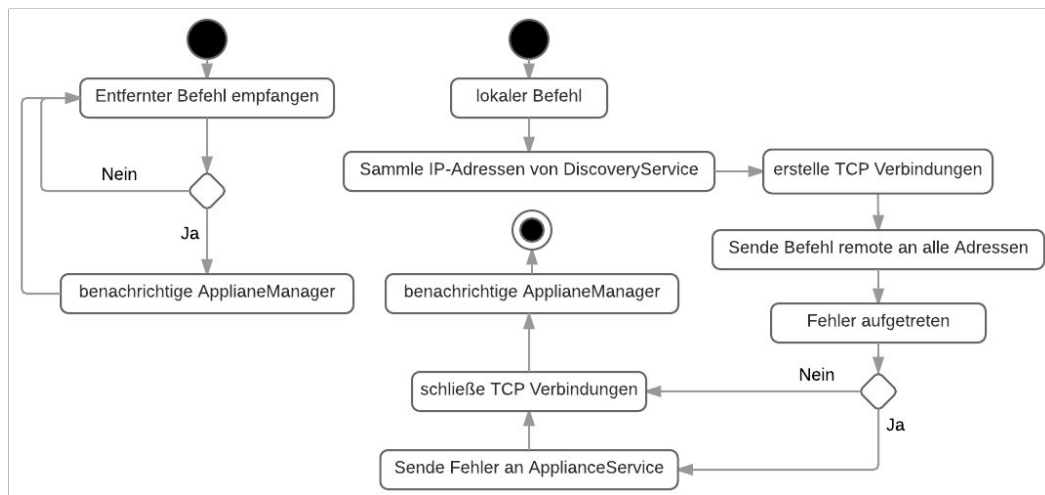 Entfernter Befehl empfangen
Nein
Ja
benachrichtige ApplianeManager
lokaler Befehl
Sammle IP-Adressen von DiscoveryService
erstelle TCP Verbindungen
Sende Befehl remote an alle Adressen
Fehler aufgetreten
Nein
Ja
Sende Fehler an ApplianceService
schließe TCP Verbindungen
benachrichtige ApplianeManager